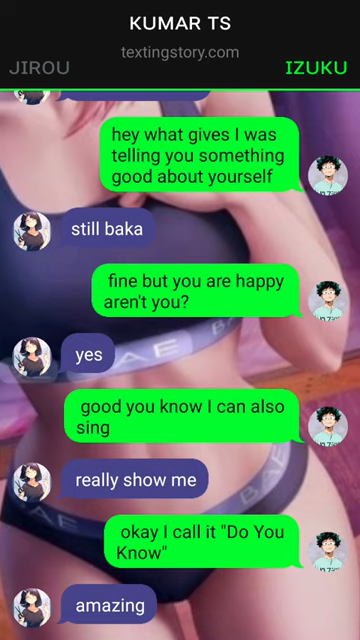 KUMAR TS
textingstory.com
JIROU
IZUKU
hey what gives I was
telling you something
good about yourself
still baka
fine but you are happy
aren't you?
yes
good you know I can also
sing
really show me
okay I call it "Do You
Know"
amazing